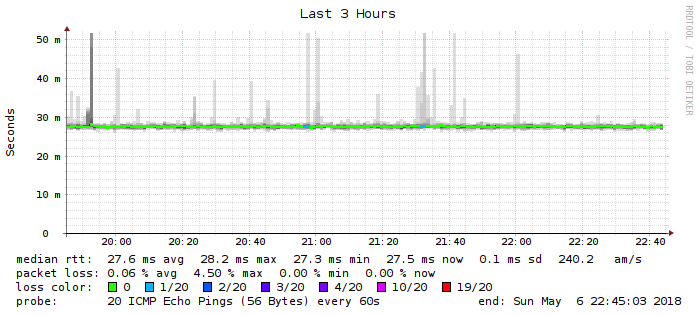 Last 3 Hours
RRDTOOL / TOBI OETIKER
Seconds
50 m
40 m
30 m
20 m
10 m
0
20:00 20:20 20:40 21:00 21:20 21:40 22:00 22:20 22:40
median rtt: 27.6 ms avg 28.2 ms max 27.3 ms min 27.5 ms now 0.1 ms sd 240.2 am/s
packet loss: 0.06 % avg 4.50 % max 0.00 % min 0.00 % now
loss color: 0 1/20 2/20 3/20 4/20 10/20 19/20
probe: 20 ICMP Echo Pings (56 Bytes) every 60s end: Sun May 6 22:45:03 2018